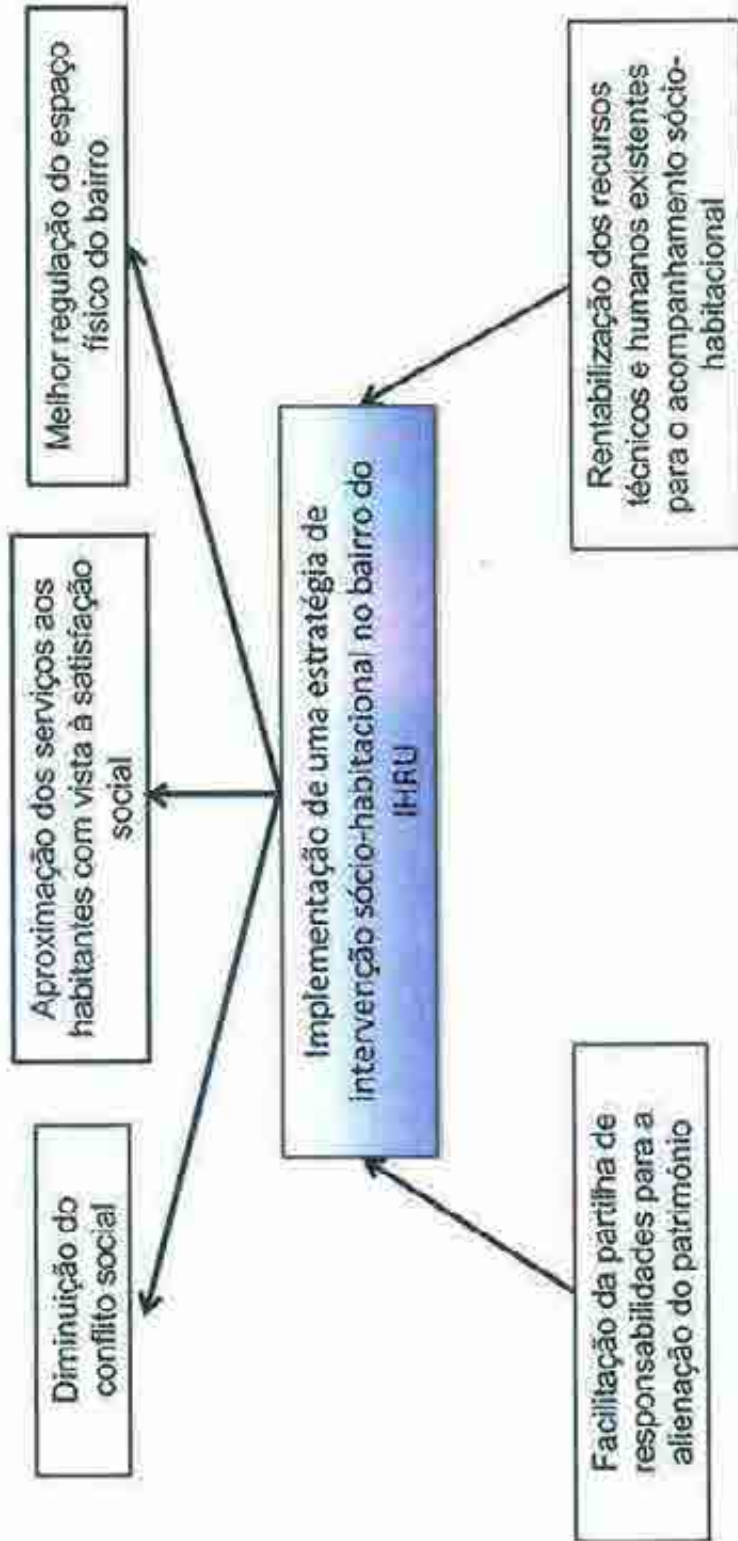 Diminuição do
conflito social
Aproximação dos serviços aos
habitantes com vista à satisfação
social
Melhor regulação do espaço
físico do bairro
Implementação de uma estratégia de
intervenção sócio-habitacional no bairro do
IHRU
Facilitação da partilha de
responsabilidades para a
alienação do património
Rentabilização dos recursos
técnicos e humanos existentes
para o acompanhamento sócio-
habitacional